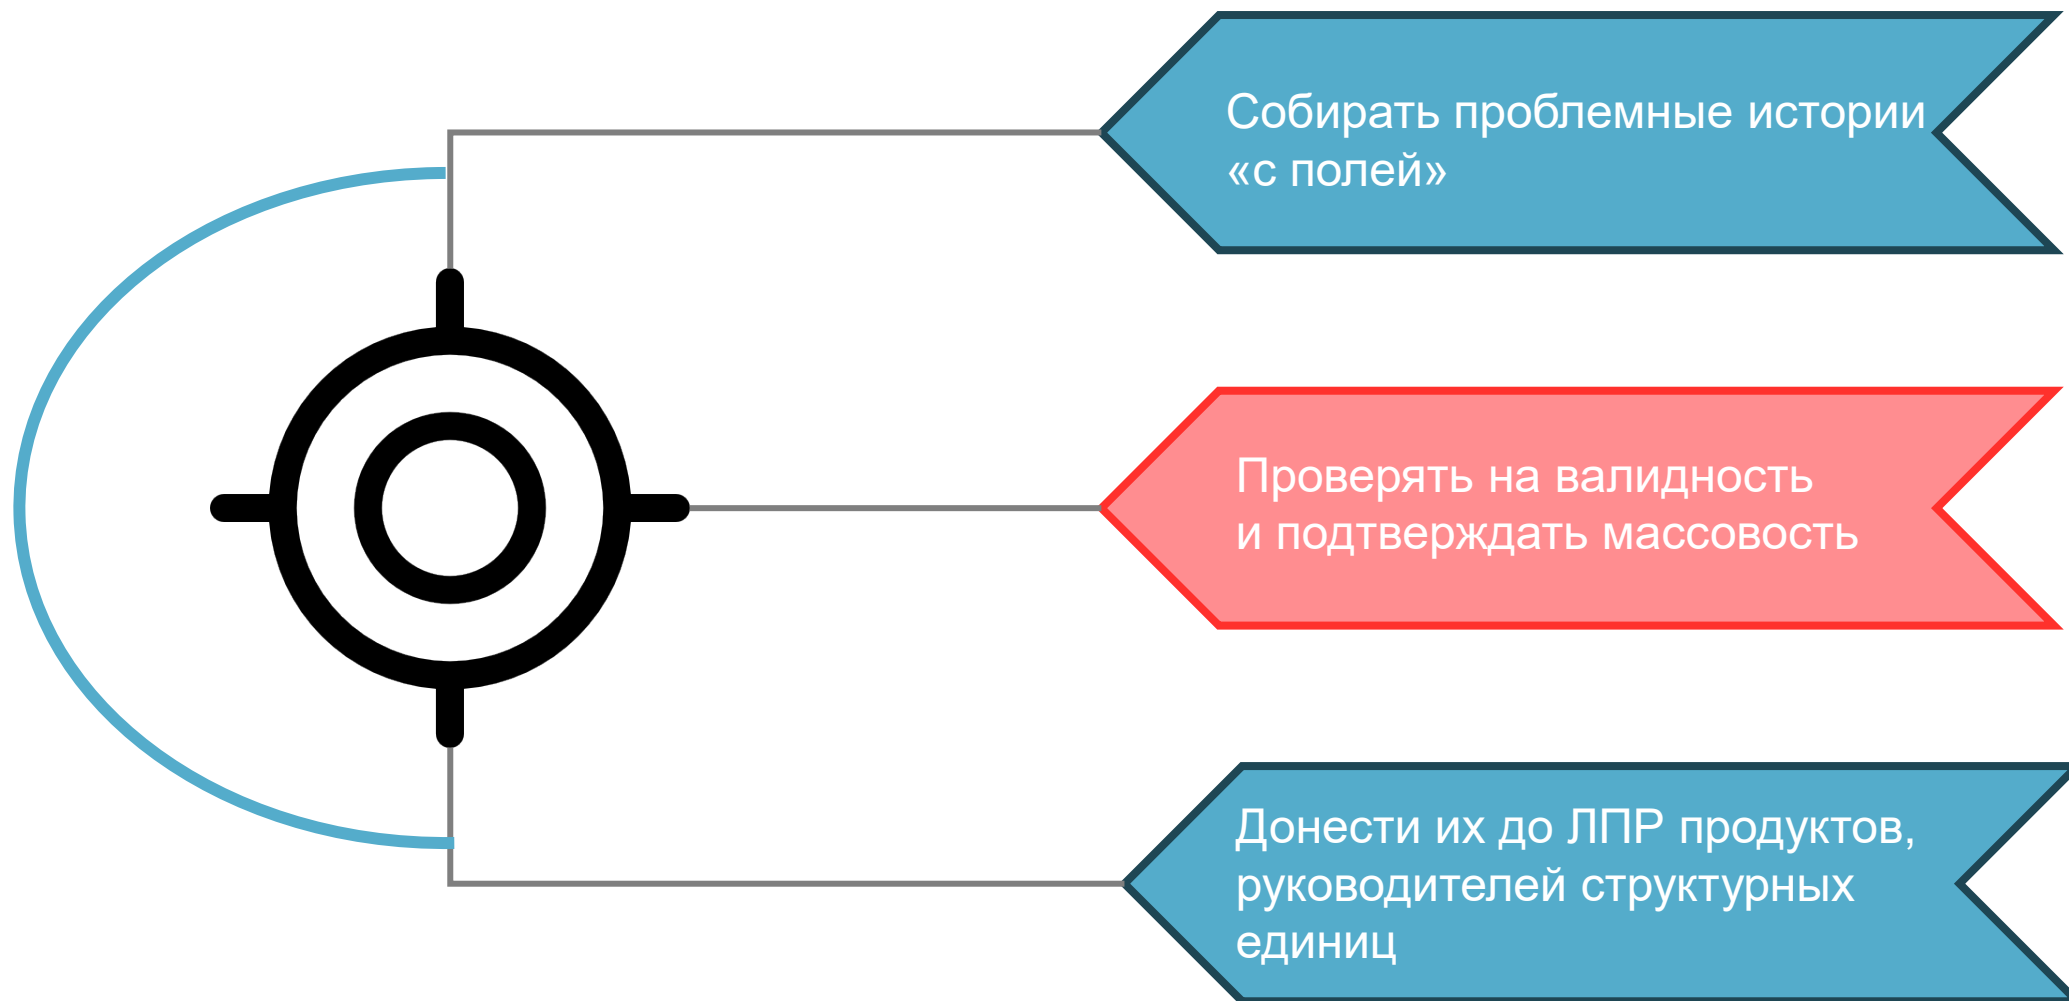 Собирать проблемные истории
«с полей»
Проверять на валидность
и подтверждать массовость
Донести их до ЛПР продуктов,
руководителей структурных
единиц